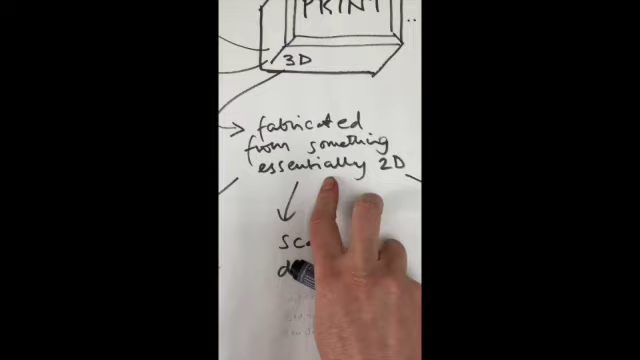 PRINT
3D
fabricated
from something
essentially 2D